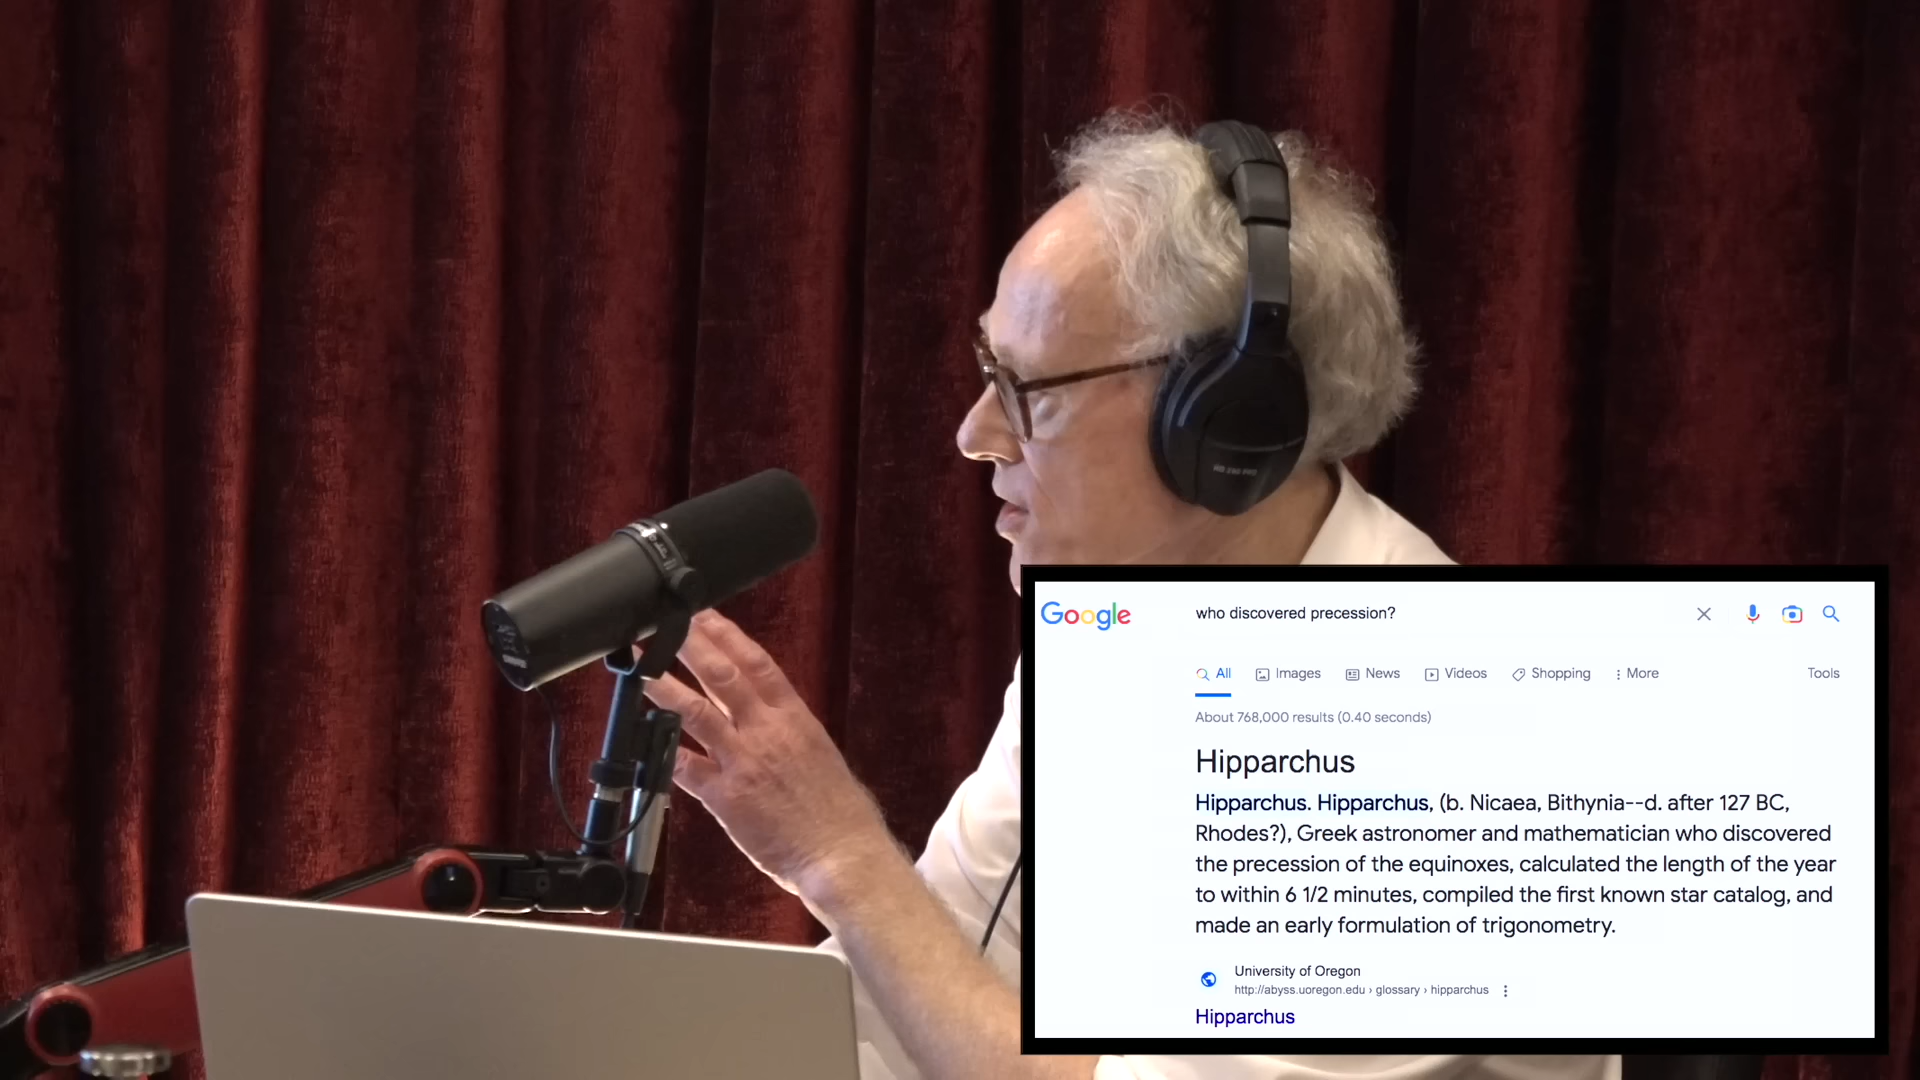 Google
who discovered precession?
All Images News Videos Shopping More Tools
About 768,000 results (0.40 seconds)
Hipparchus
Hipparchus. Hipparchus, (b. Nicaea, Bithynia--d. after 127 BC,
Rhodes?), Greek astronomer and mathematician who discovered
the precession of the equinoxes, calculated the length of the year
to within 6 1/2 minutes, compiled the first known star catalog, and
made an early formulation of trigonometry.
University of Oregon
http://abyss.uoregon.edu › glossary › hipparchus
Hipparchus